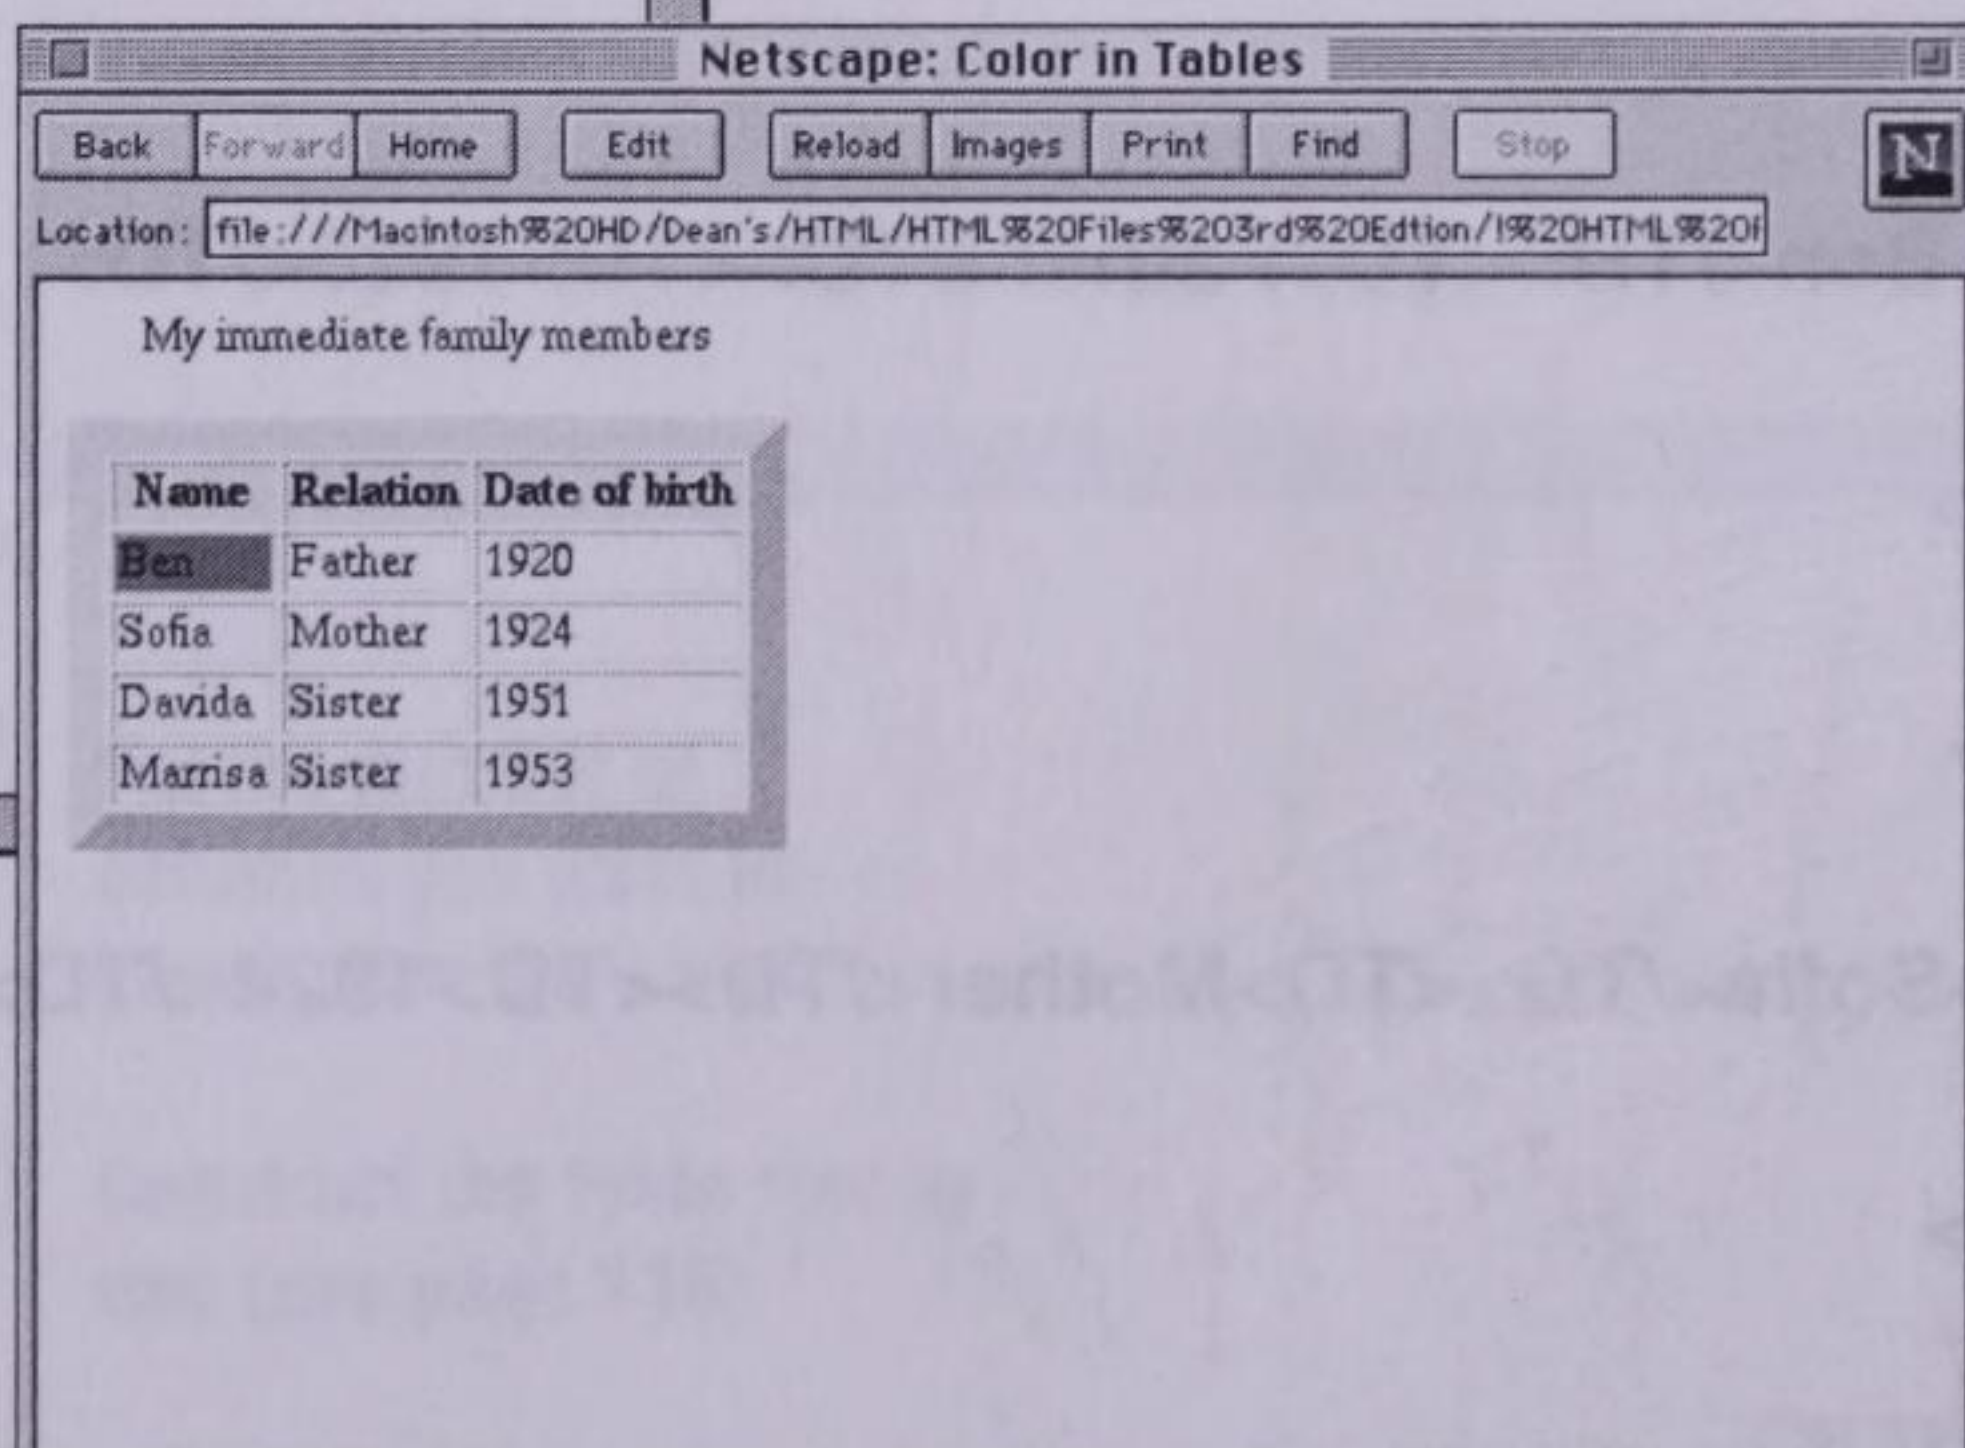 Netscape: Color in Tables
Back Forward Home Edit Reload Images Print Find Stop
N
Location: file:///Macintosh%20HD/Dean's/HTML/HTML%20Files%203rd%20Edtion/!%20HTML%20F
My immediate family members
Name Relation Date of birth
Ben Father 1920
Sofia Mother 1924
Davida Sister 1951
Marrisa Sister 1953